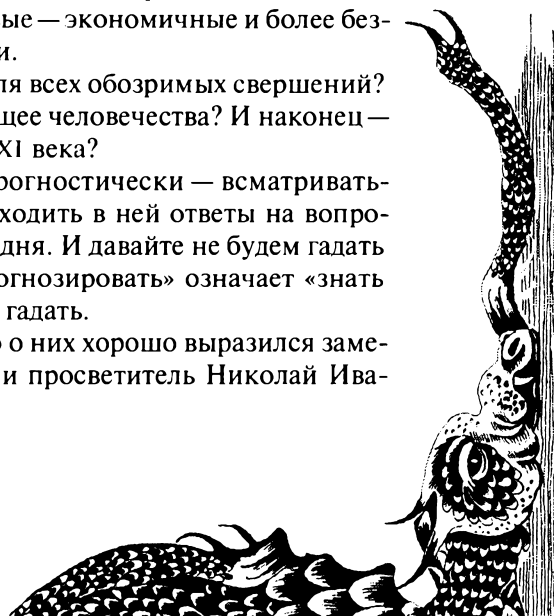 ые — экономичные и более без-
и.
ля всех обозримых свершений?
щее человечества? И наконец —
XI века?
рогностически — всматривать-
ходить в ней ответы на вопро-
дня. И давайте не будем гадать
огнозировать» означает «знать
гадать.
о них хорошо выразился заме-
и просветитель Николай Ива-